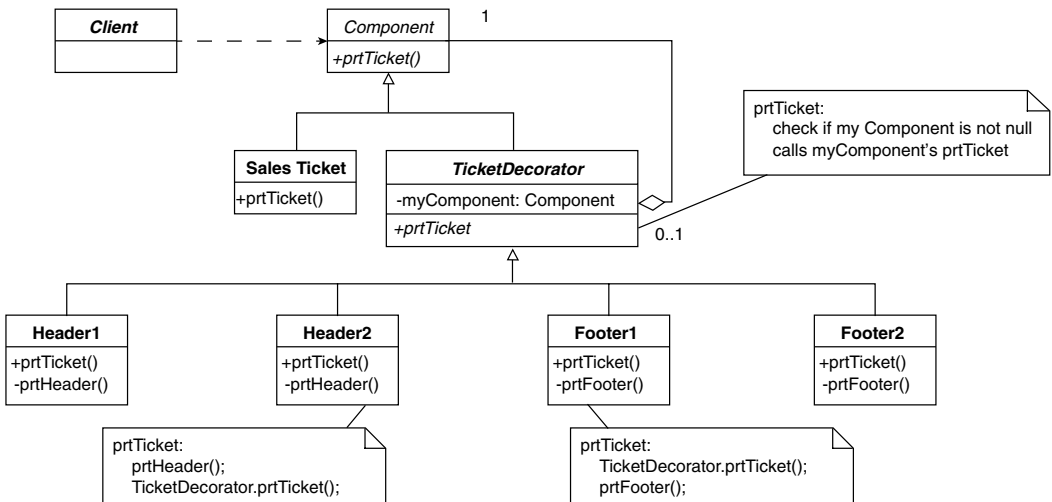 Client
Component
1
+prtTicket()
prtTicket:
check if my Component is not null
calls myComponent's prtTicket
Sales Ticket
+prtTicket()
TicketDecorator
-myComponent: Component
+prtTicket
0..1
Header1
+prtTicket()
-prtHeader()
Header2
+prtTicket()
-prtHeader()
Footer1
+prtTicket()
-prtFooter()
Footer2
+prtTicket()
-prtFooter()
prtTicket:
prtHeader();
TicketDecorator.prtTicket();
prtTicket:
TicketDecorator.prtTicket();
prtFooter();